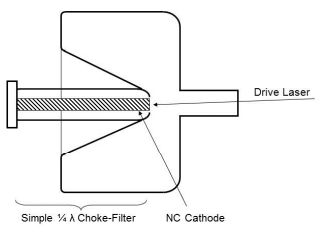 Drive Laser
Simple ¼ λ Choke-Filter
NC Cathode